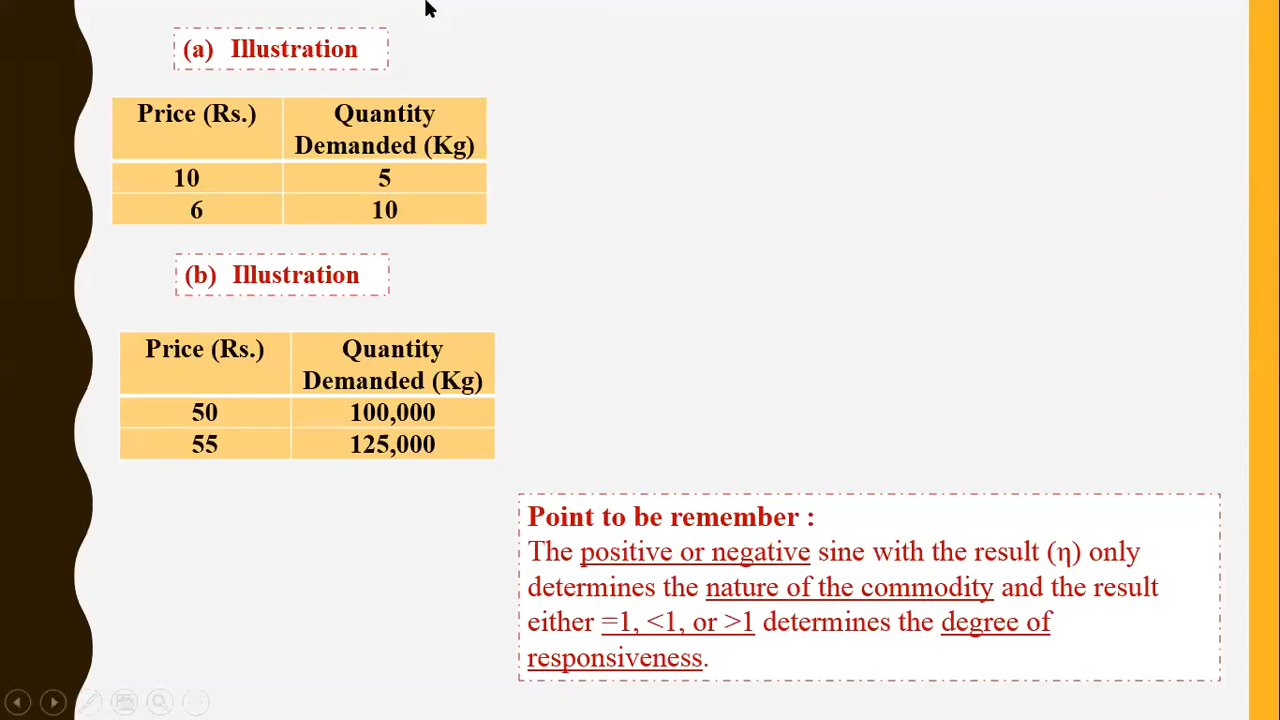 (a) Illustration
Price (Rs.) Quantity
Demanded (Kg)
10 5
6 10
(b) Illustration
Price (Rs.) Quantity
Demanded (Kg)
50 100,000
55 125,000
Point to be remember :
The positive or negative sine with the result (η) only
determines the nature of the commodity and the result
either =1, <1, or >1 determines the degree of
responsiveness.